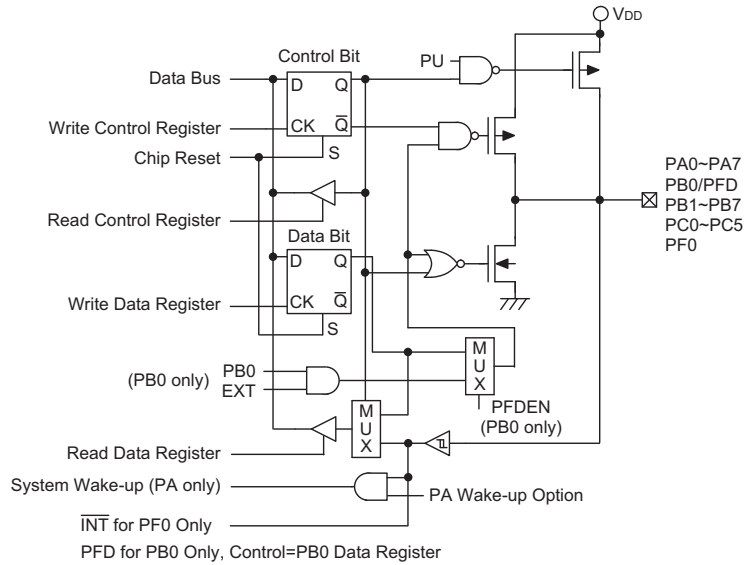 VDD
Control Bit
PU
Data Bus
D Q
Write Control Register
CK Q
Chip Reset
S
PA0~PA7
PB0/PFD
PB1~PB7
PC0~PC5
PF0
Read Control Register
Data Bit
D Q
Write Data Register
CK Q
S
MUX
(PB0 only)
PB0
EXT
MUX
PFDEN
(PB0 only)
Read Data Register
System Wake-up (PA only)
PA Wake-up Option
INT for PF0 Only
PFD for PB0 Only, Control=PB0 Data Register